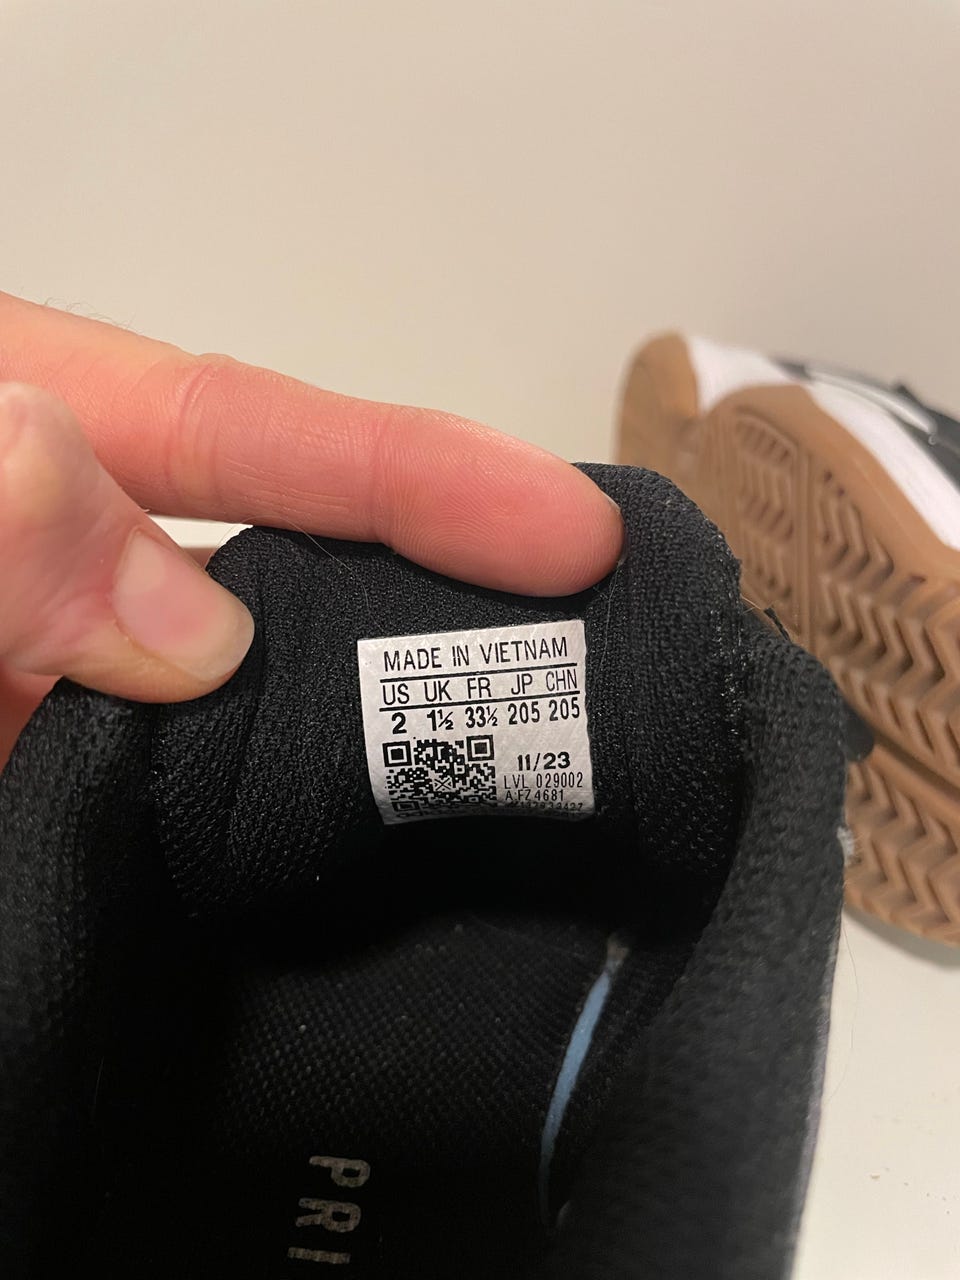 MADE IN VIETNAM
US UK FR JP CHN
2 1½ 33½ 205 205
11/23
LVL 029002
A:FZ4681
PRI